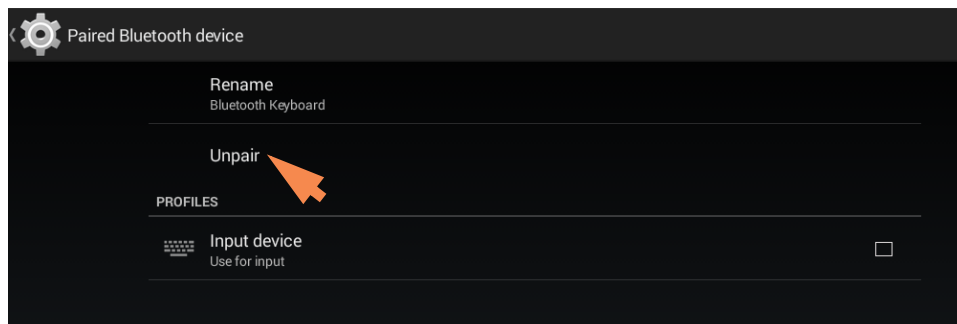 Paired Bluetooth device
Rename
Bluetooth Keyboard
Unpair
PROFILES
Input device
Use for input